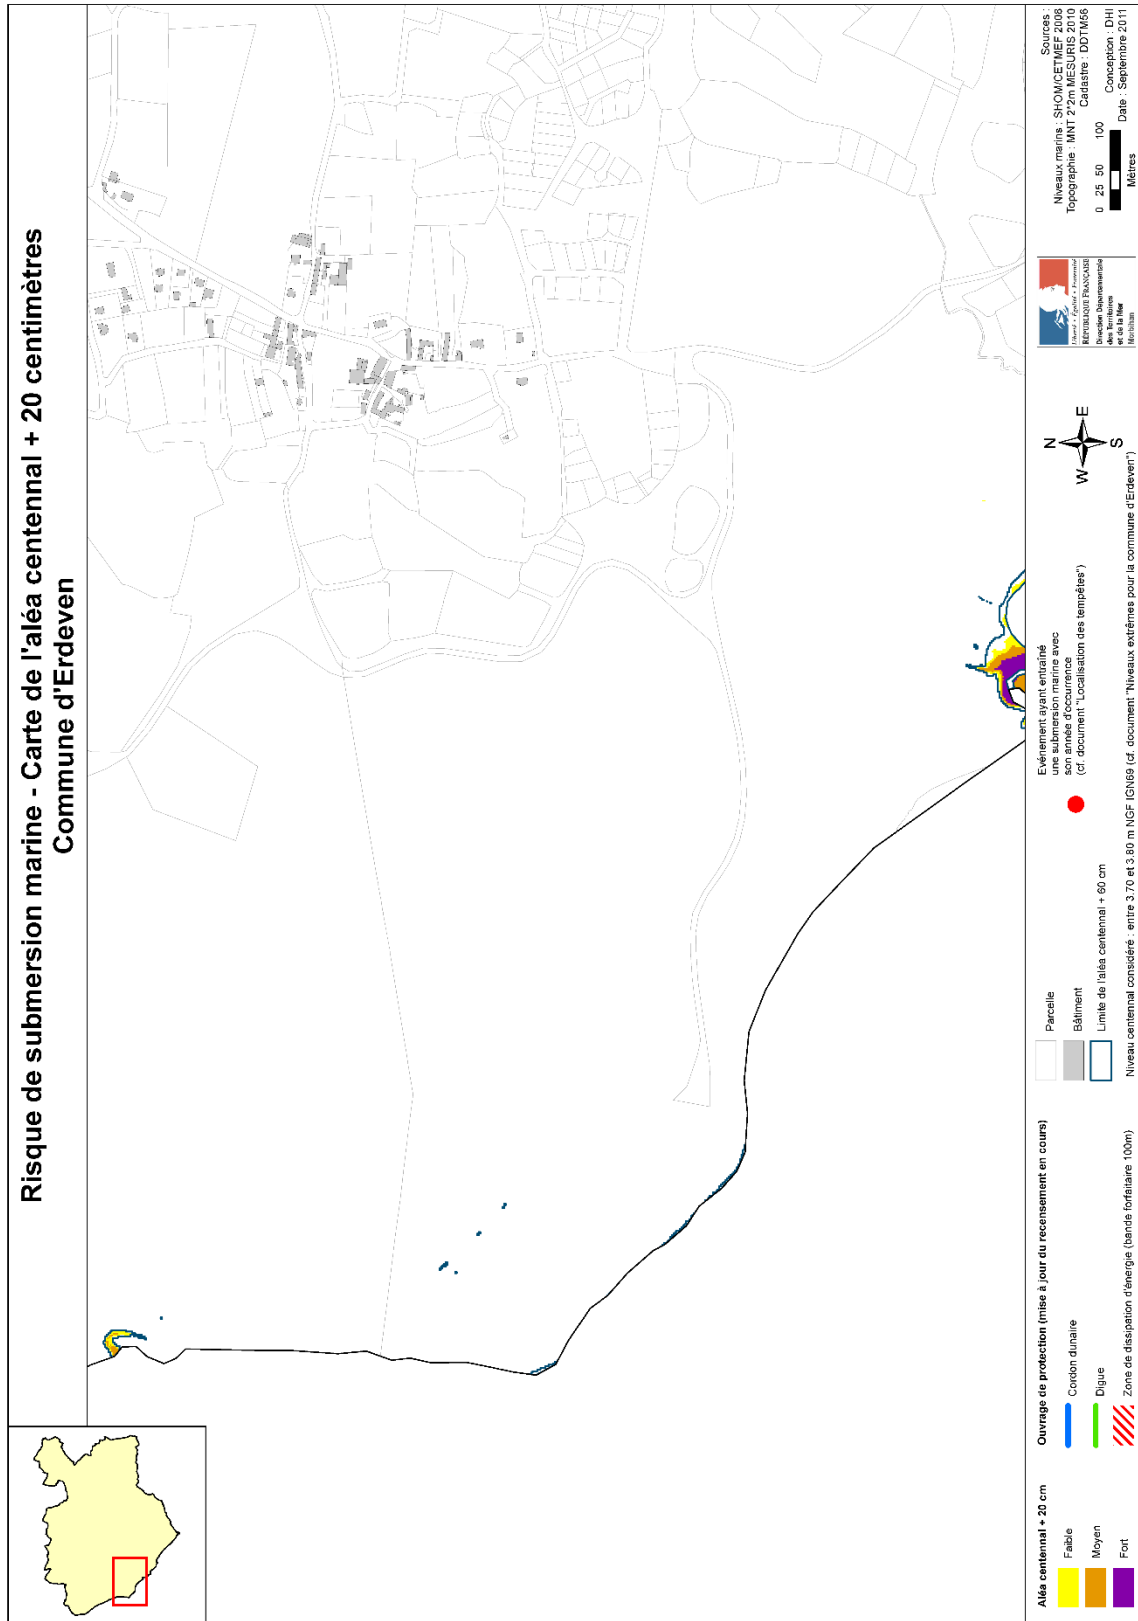 Risque de submersion marine - Carte de l'aléa centennal + 20 centimètres
Commune d'Erdeven
Aléa centennal + 20 cm
Faible
Moyen
Fort
Ouvrage de protection (mise à jour du recensement en cours)
Cordon dunaire
Digue
Zone de dissipation d'énergie (bande forfaitaire 100m)
Parcelle
Bâtiment
Limite de l'aléa centennal + 60 cm
Niveau centennal considéré : entre 3.70 et 3.80 m NGF IGN69 (cf. document "Niveaux extrêmes pour la commune d'Erdeven")
Evénement ayant entraîné
une submersion marine avec
son année d'occurrence
(cf. document "Localisation des tempêtes")
N
W
E
S
Liberté • Égalité • Fraternité
RÉPUBLIQUE FRANÇAISE
Direction Départementale
des Territoires
et de la Mer
Morbihan
Sources :
Niveaux marins : SHOM/CETMEF 2008
Topographie : MNT 2*2m MESURIS 2010
Cadastre : DDTM56
Conception : DHI
Date : Septembre 2011
0 25 50 100
Mètres